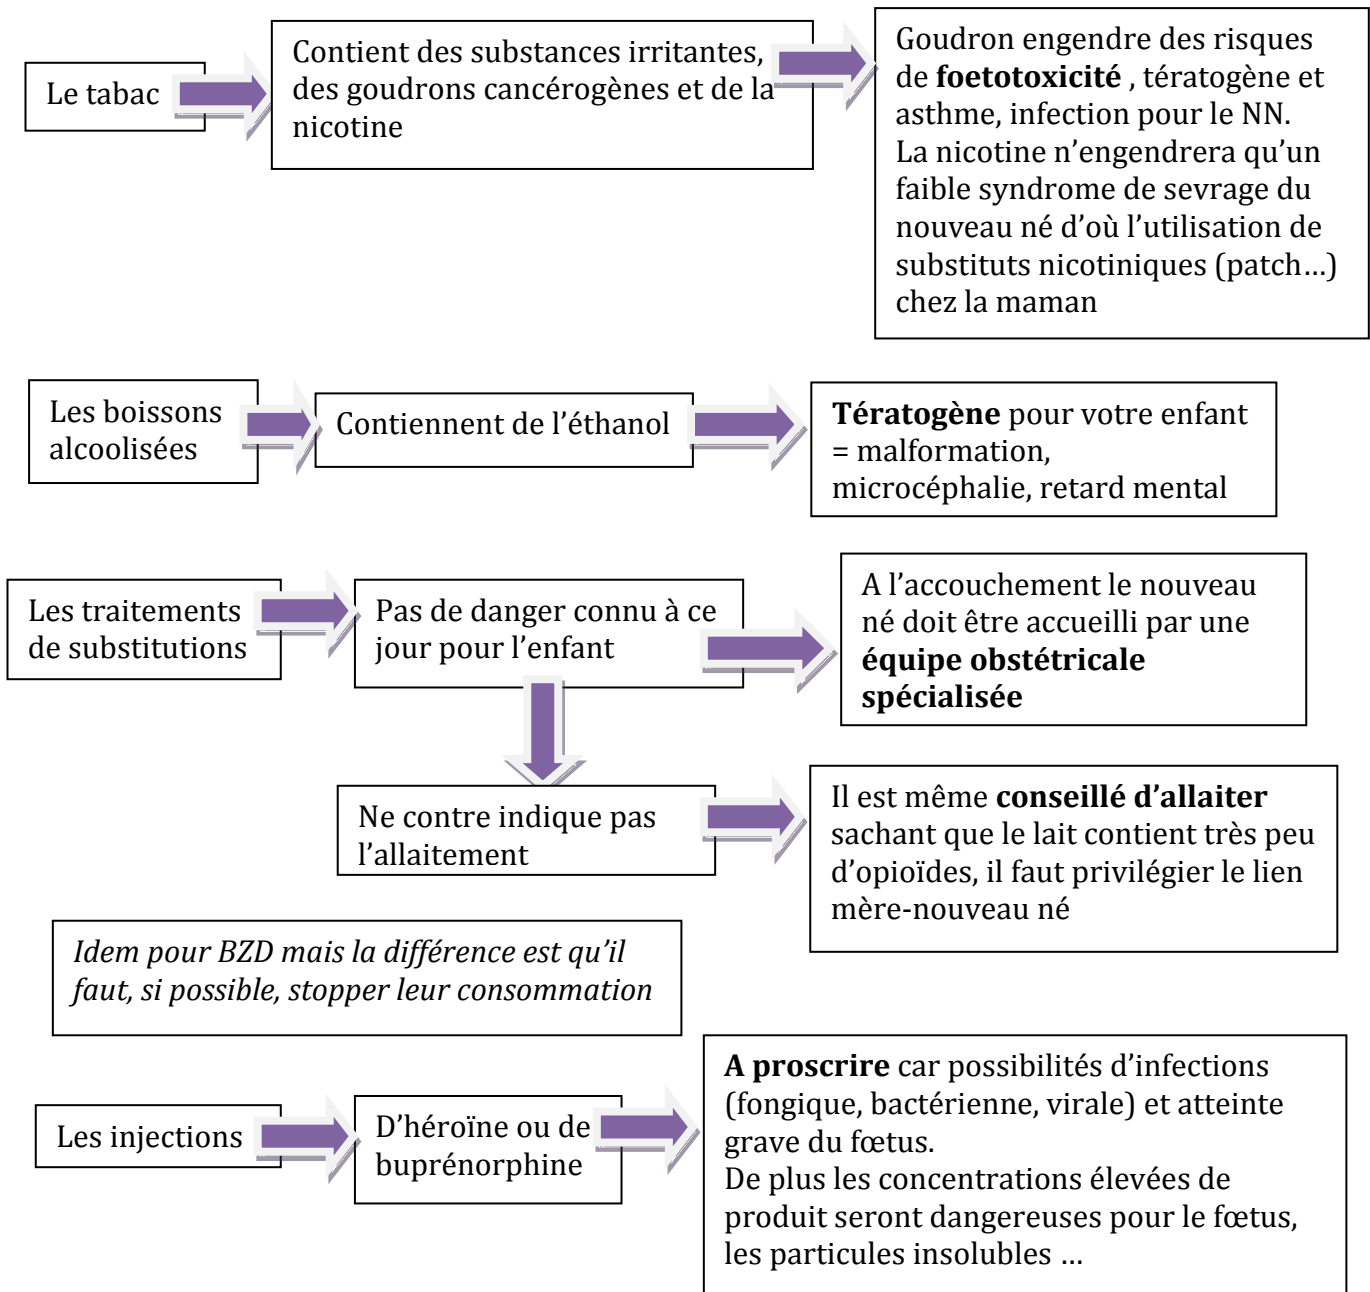 Le tabac
Contient des substances irritantes,
des goudrons cancérogènes et de la
nicotine
Goudron engendre des risques
de foetotoxicité , tératogène et
asthme, infection pour le NN.
La nicotine n’engendrera qu’un
faible syndrome de sevrage du
nouveau né d’où l’utilisation de
substituts nicotiniques (patch…)
chez la maman
Les boissons
alcoolisées
Contiennent de l’éthanol
Tératogène pour votre enfant
= malformation,
microcéphalie, retard mental
Les traitements
de substitutions
Pas de danger connu à ce
jour pour l’enfant
A l’accouchement le nouveau
né doit être accueilli par une
équipe obstétricale
spécialisée
Ne contre indique pas
l’allaitement
Il est même conseillé d’allaiter
sachant que le lait contient très peu
d’opioïdes, il faut privilégier le lien
mère-nouveau né
Idem pour BZD mais la différence est qu’il
faut, si possible, stopper leur consommation
Les injections
D’héroïne ou de
buprénorphine
A proscrire car possibilités d’infections
(fongique, bactérienne, virale) et atteinte
grave du fœtus.
De plus les concentrations élevées de
produit seront dangereuses pour le fœtus,
les particules insolubles …